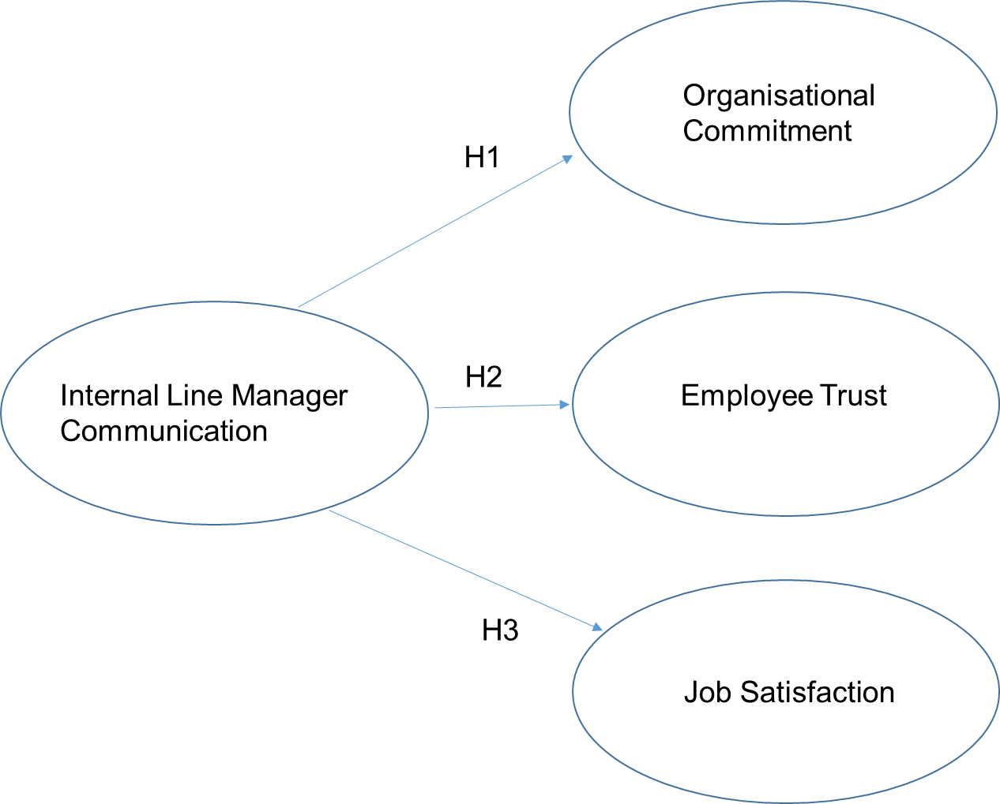 Organisational
Commitment
H1
H2
Internal Line Manager
Communication
Employee Trust
H3
Job Satisfaction